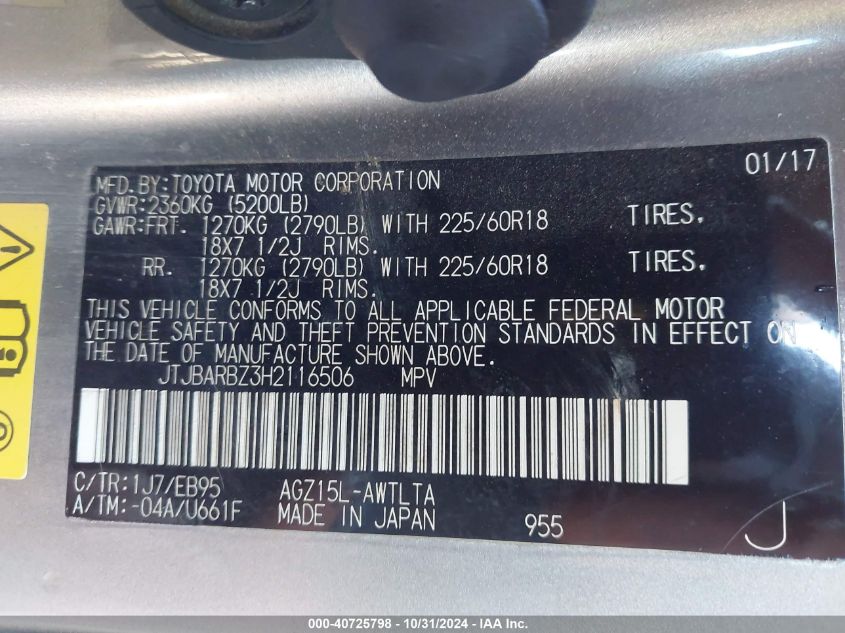 01/17
MFD.BY:TOYOTA MOTOR CORPORATION
GVWR:2360KG (5200LB)
GAWR:FRT. 1270KG (2790LB) WITH 225/60R18 TIRES,
18X7 1/2J RIMS.
RR. 1270KG (2790LB) WITH 225/60R18 TIRES.
18X7 1/2J RIMS.
THIS VEHICLE CONFORMS TO ALL APPLICABLE FEDERAL MOTOR
VEHICLE SAFETY AND THEFT PREVENTION STANDARDS IN EFFECT ON
THE DATE OF MANUFACTURE SHOWN ABOVE.
JTJBARBZ3H2116506 MPV
C/TR:1J7/EB95 AGZ15L-AWTLTA
A/TM:-04A/U661F MADE IN JAPAN 955 J
000-40725798 - 10/31/2024 - IAA Inc.